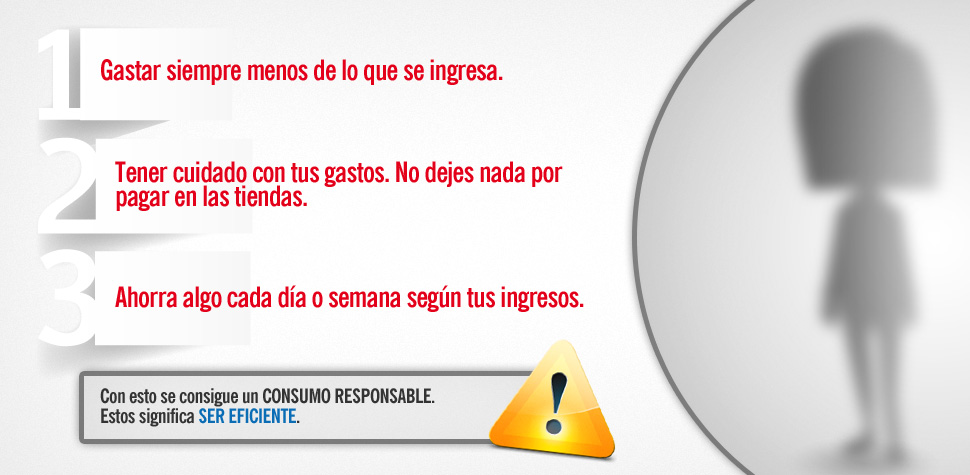 1
Gastar siempre menos de lo que se ingresa.
2
Tener cuidado con tus gastos. No dejes nada por
pagar en las tiendas.
3
Ahorra algo cada día o semana según tus ingresos.
Con esto se consigue un CONSUMO RESPONSABLE.
Estos significa SER EFICIENTE.
!